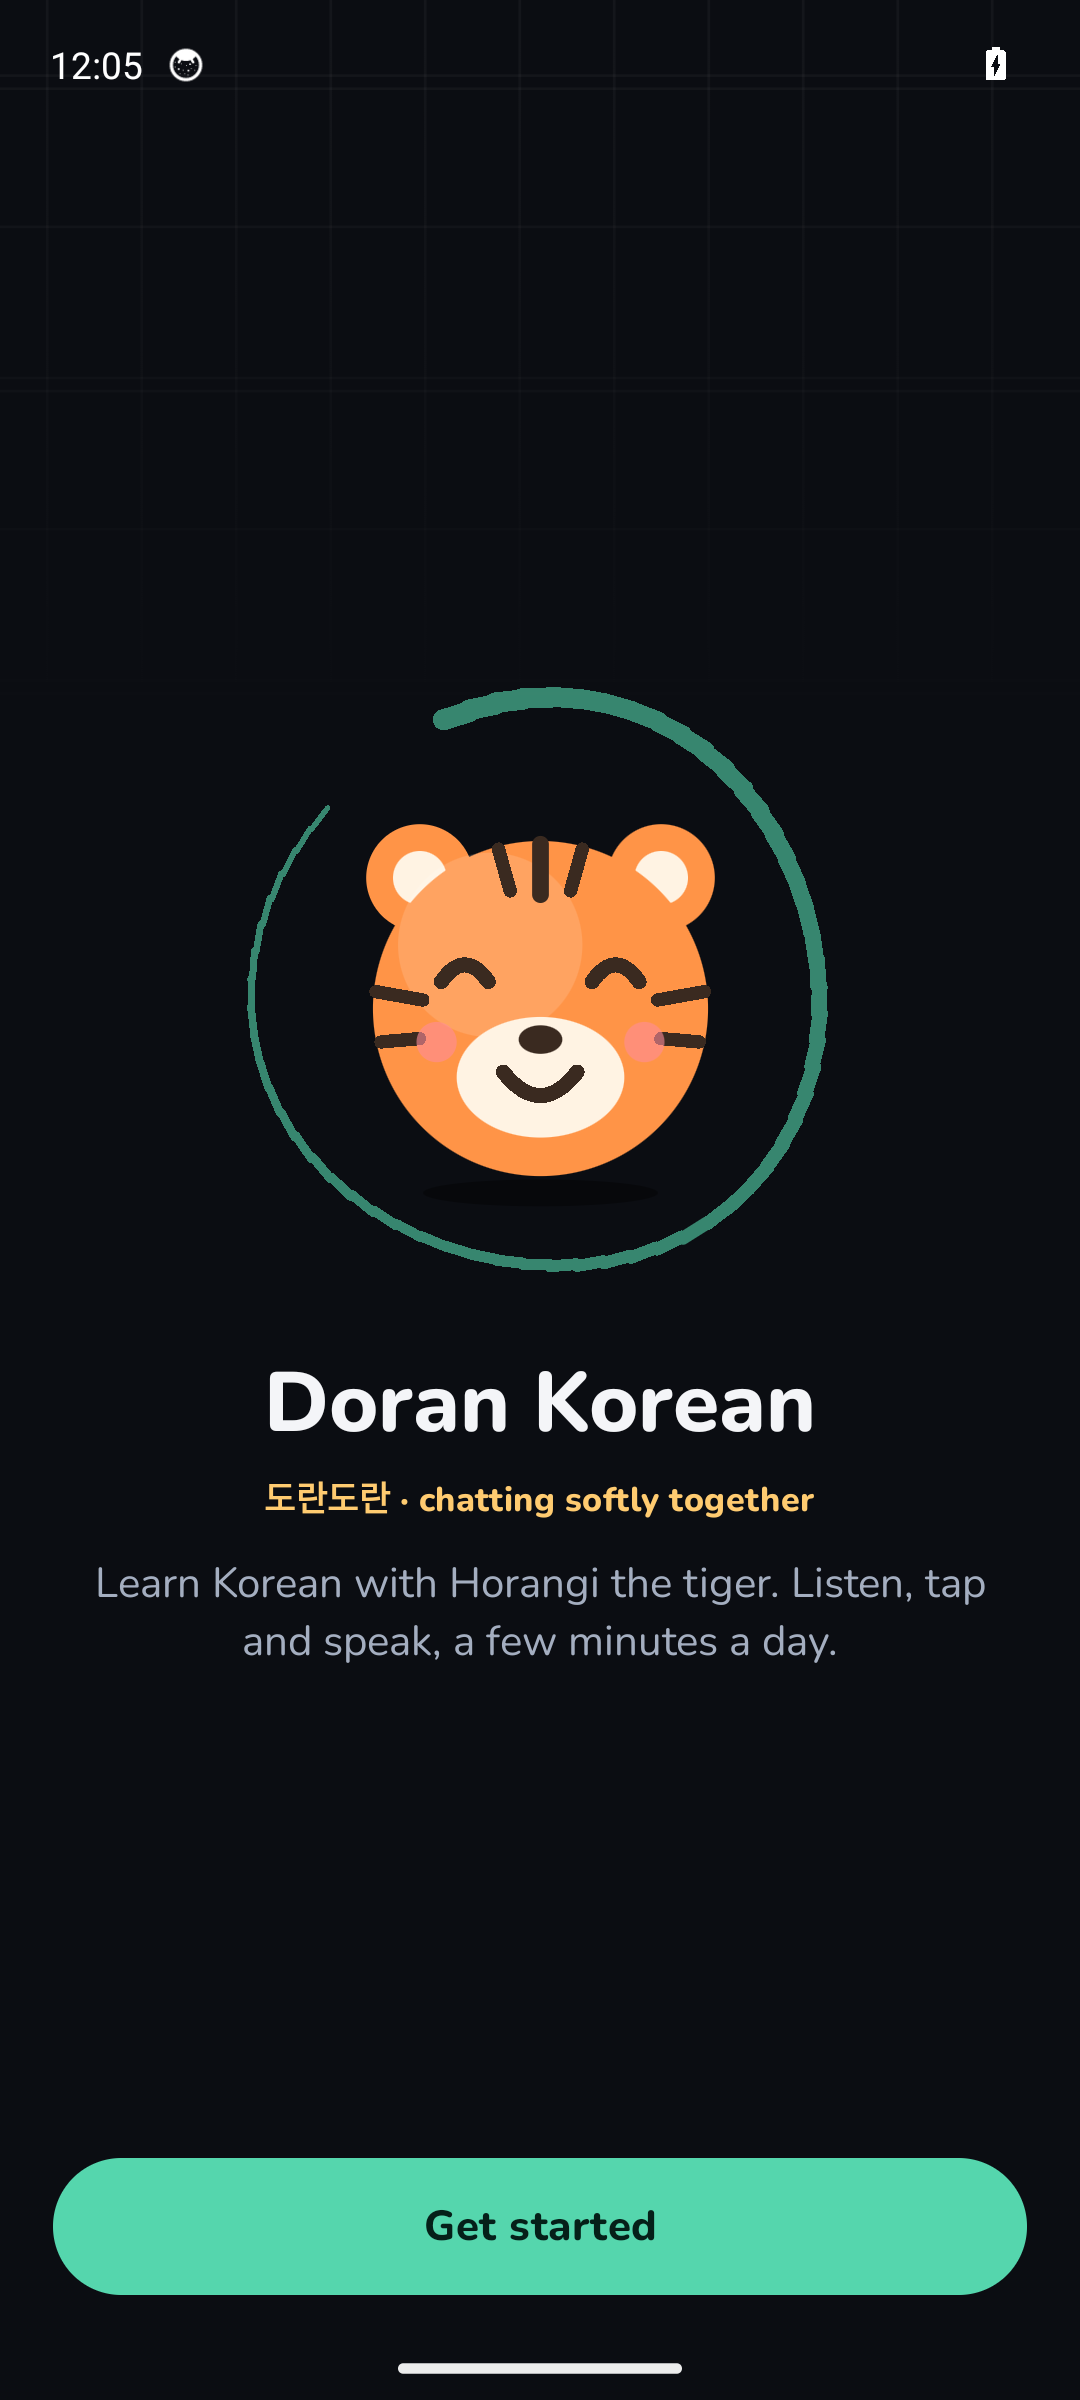 12:05
Doran Korean
도란도란 · chatting softly together
Learn Korean with Horangi the tiger. Listen, tap
and speak, a few minutes a day.
Get started